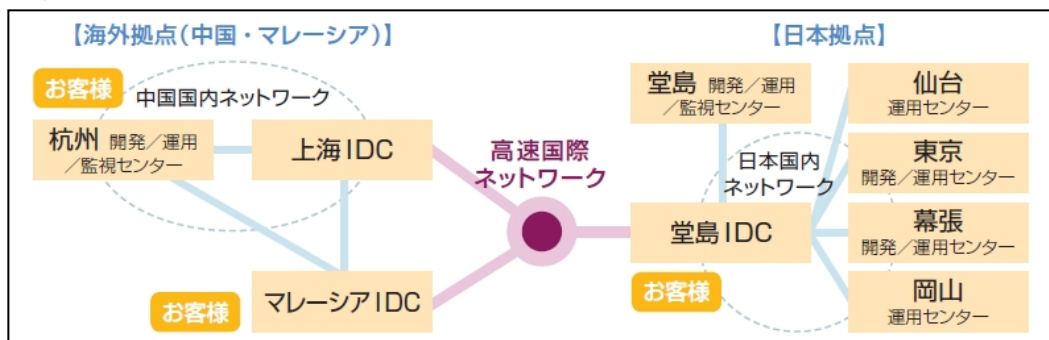 【海外拠点（中国・マレーシア）】
お客様
中国国内ネットワーク
杭州 開発／運用
／監視センター
上海IDC
マレーシアIDC
お客様
高速国際
ネットワーク
【日本拠点】
堂島 開発／運用
／監視センター
日本国内
ネットワーク
堂島IDC
お客様
仙台
運用センター
東京
開発／運用センター
幕張
開発／運用センター
岡山
運用センター